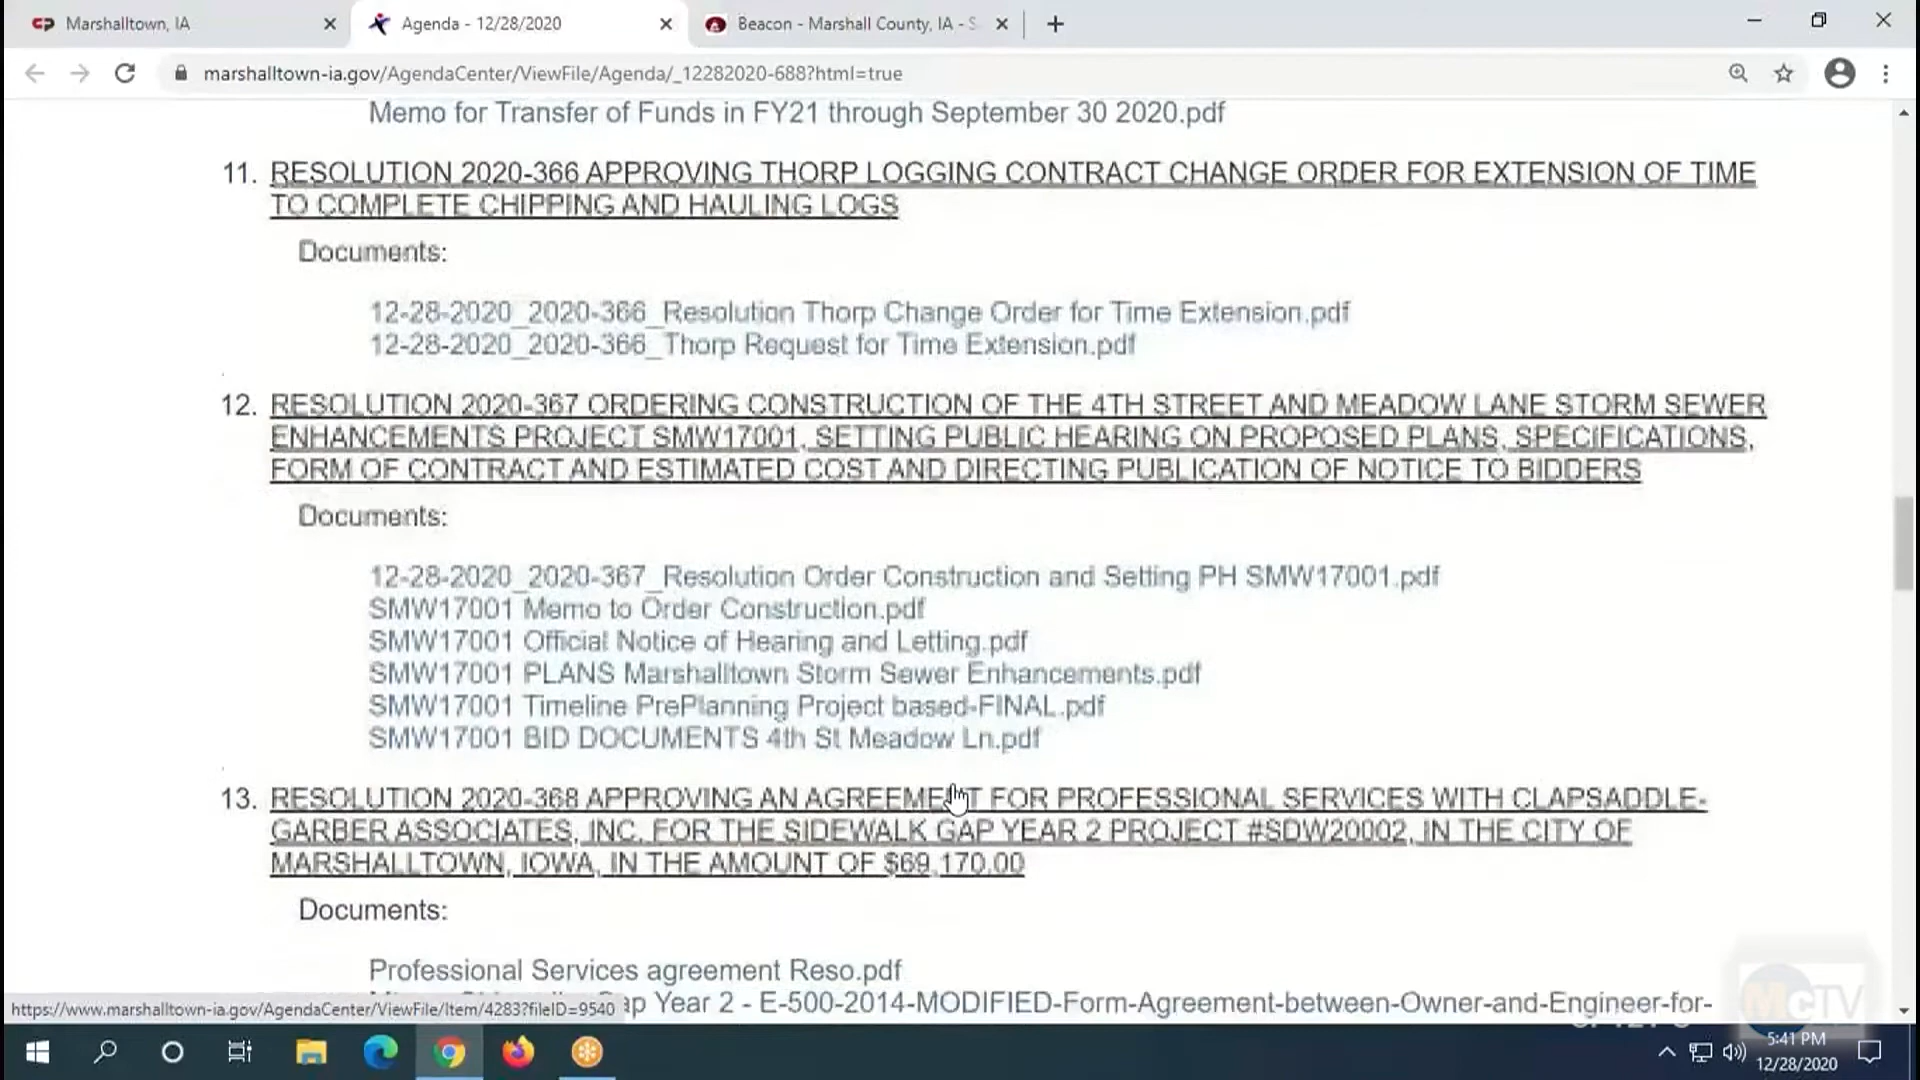 Marshalltown, IA
Agenda - 12/28/2020
Beacon - Marshall County, IA - S
marshalltown-ia.gov/AgendaCenter/ViewFile/Agenda/_12282020-688?html=true
Memo for Transfer of Funds in FY21 through September 30 2020.pdf
11. RESOLUTION 2020-366 APPROVING THORP LOGGING CONTRACT CHANGE ORDER FOR EXTENSION OF TIME
TO COMPLETE CHIPPING AND HAULING LOGS
Documents:
12-28-2020_2020-366_Resolution Thorp Change Order for Time Extension.pdf
12-28-2020_2020-366_Thorp Request for Time Extension.pdf
12. RESOLUTION 2020-367 ORDERING CONSTRUCTION OF THE 4TH STREET AND MEADOW LANE STORM SEWER
ENHANCEMENTS PROJECT SMW17001, SETTING PUBLIC HEARING ON PROPOSED PLANS, SPECIFICATIONS,
FORM OF CONTRACT AND ESTIMATED COST AND DIRECTING PUBLICATION OF NOTICE TO BIDDERS
Documents:
12-28-2020_2020-367_Resolution Order Construction and Setting PH SMW17001.pdf
SMW17001 Memo to Order Construction.pdf
SMW17001 Official Notice of Hearing and Letting.pdf
SMW17001 PLANS Marshalltown Storm Sewer Enhancements.pdf
SMW17001 Timeline PrePlanning Project based-FINAL.pdf
SMW17001 BID DOCUMENTS 4th St Meadow Ln.pdf
13. RESOLUTION 2020-368 APPROVING AN AGREEMENT FOR PROFESSIONAL SERVICES WITH CLAPSADDLE-
GARBER ASSOCIATES, INC. FOR THE SIDEWALK GAP YEAR 2 PROJECT #SDW20002, IN THE CITY OF
MARSHALLTOWN, IOWA, IN THE AMOUNT OF $69,170.00
Documents:
Professional Services agreement Reso.pdf
ap Year 2 - E-500-2014-MODIFIED-Form-Agreement-between-Owner-and-Engineer-for-
https://www.marshalltown-ia.gov/AgendaCenter/ViewFile/Item/4283?fileID=9540
MCTV
5:41 PM
12/28/2020